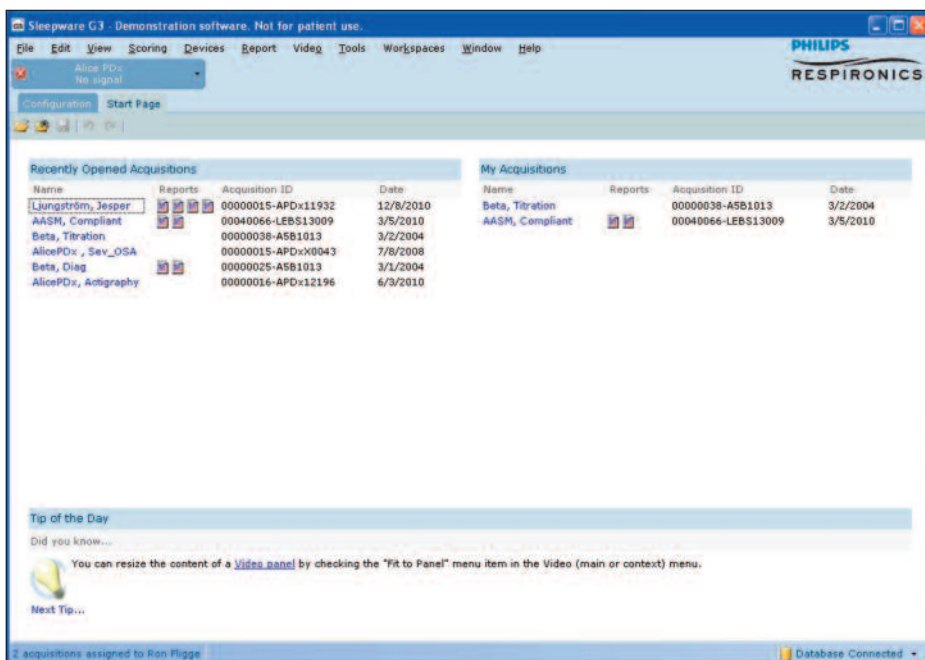 Sleepware G3 - Demonstration software. Not for patient use.
File Edit View Scoring Devices Report Video Tools Workspaces Window Help
PHILIPS
RESPIRONICS
Alice PDx
No signal
Configuration Start Page
Recently Opened Acquisitions
Name Reports Acquisition ID Date
Ljungström, Jesper 00000015-APDx11932 12/8/2010
AASM, Compliant 00040066-LEBS13009 3/5/2010
Beta, Titration 00000038-A5B1013 3/2/2004
AlicePDx , Sev_OSA 00000015-APDxX0043 7/8/2008
Beta, Diag 00000025-A5B1013 3/1/2004
AlicePDx, Actigraphy 00000016-APDx12196 6/3/2010
My Acquisitions
Name Reports Acquisition ID Date
Beta, Titration 00000038-A5B1013 3/2/2004
AASM, Compliant 00040066-LEBS13009 3/5/2010
Tip of the Day
Did you know...
You can resize the content of a Video panel by checking the "Fit to Panel" menu item in the Video (main or context) menu.
Next Tip...
2 acquisitions assigned to Ron Fligge
Database Connected